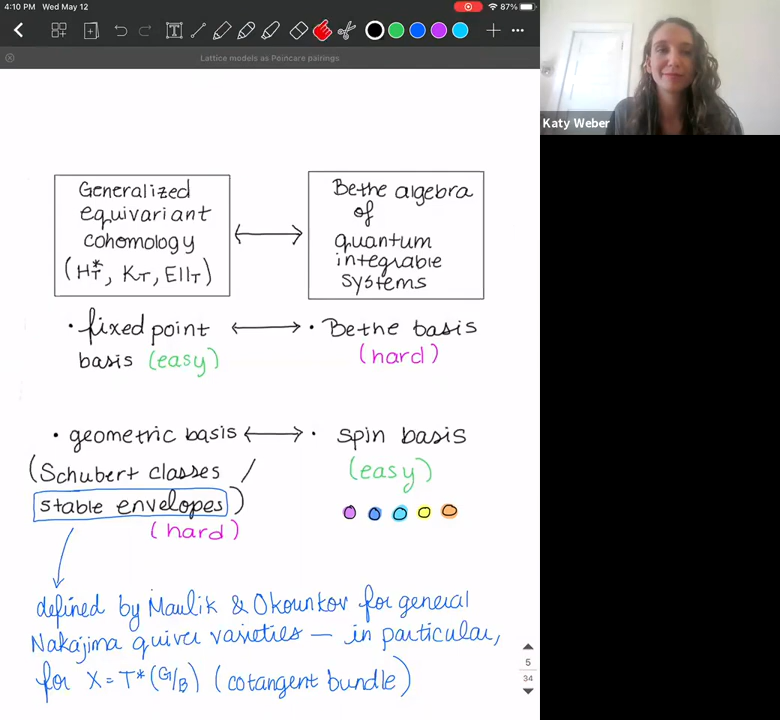 4:10 PM Wed May 12
87%
Lattice models as Poincare pairings
Katy Weber
Generalized
equivariant
cohomology
(H*T, KT, EllT)
Bethe algebra
of
quantum
integrable
systems
• fixed point
basis (easy)
• Bethe basis
(hard)
• geometric basis
(Schubert classes /
stable envelopes)
(hard)
• spin basis
(easy)
defined by Maulik & Okounkov for general
Nakajima quiver varieties — in particular,
for X = T*(G/B) (cotangent bundle)
5
34